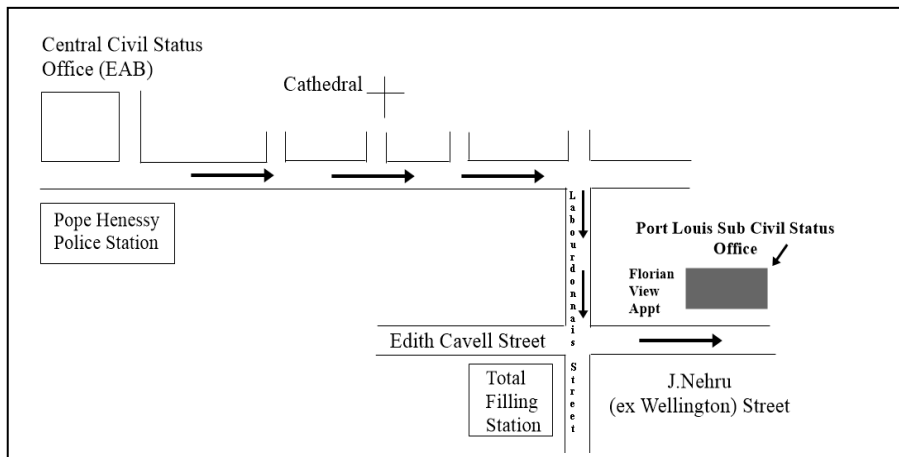 Central Civil Status
Office (EAB)
Cathedral
Pope Henessy
Police Station
Labourdonnais Street
Port Louis Sub Civil Status
Office
Florian
View
Appt
Edith Cavell Street
Total
Filling
Station
J.Nehru
(ex Wellington) Street